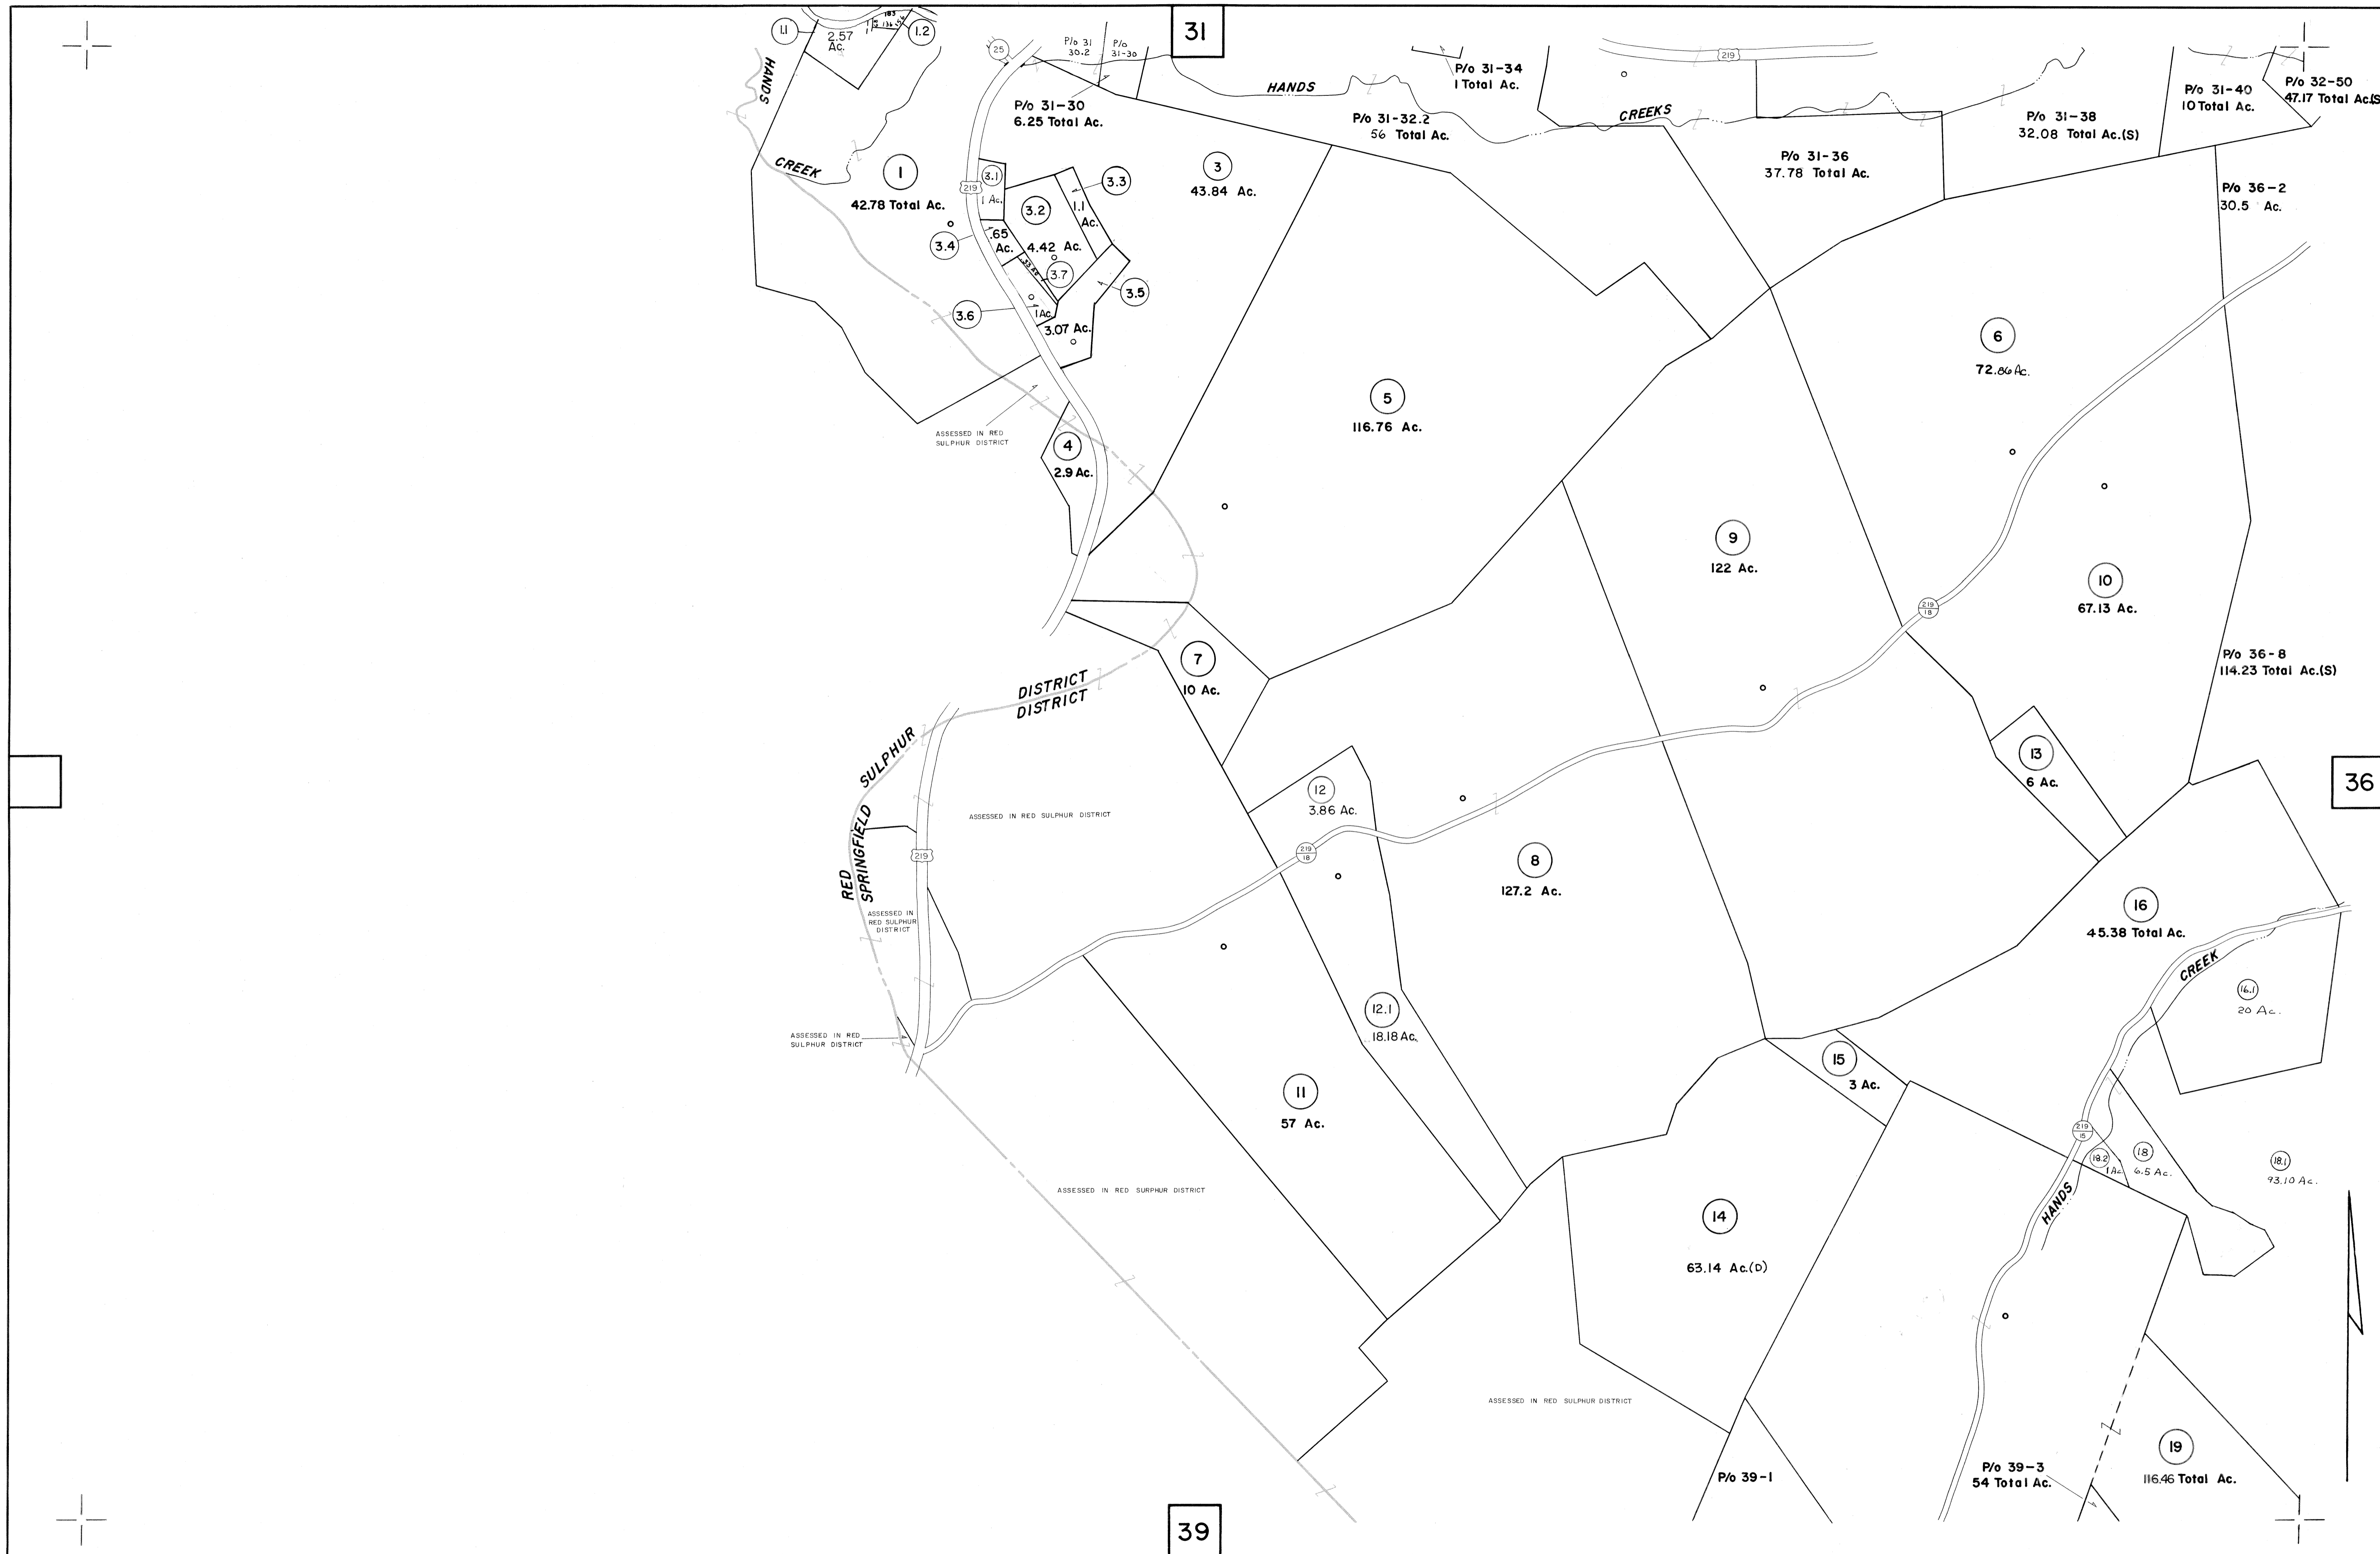 31
1.1
2.57
Ac.
183
136
1.2
25
P/o 31
30.2
P/o
31-30
219
HANDS
HANDS
P/o 31-34
1 Total Ac.
P/o 31-40
10 Total Ac.
P/o 32-50
47.17 Total Ac.(S
P/o 31-30
6.25 Total Ac.
P/o 31-32.2
56 Total Ac.
CREEKS
P/o 31-38
32.08 Total Ac.(S)
CREEK
1
42.78 Total Ac.
219
3.1
1 Ac.
3.2
4.42 Ac.
3.3
1.1
Ac.
3
43.84 Ac.
P/o 31-36
37.78 Total Ac.
P/o 36-2
30.5 Ac.
3.4
.65
Ac.
.33 Ac
3.7
3.5
3.6
1 Ac.
3.07 Ac.
6
72.86 Ac.
5
116.76 Ac.
ASSESSED IN RED
SULPHUR DISTRICT
4
2.9 Ac.
9
122 Ac.
10
67.13 Ac.
219
18
7
10 Ac.
P/o 36-8
114.23 Total Ac.(S)
DISTRICT
DISTRICT
RED SULPHUR
SPRINGFIELD
13
6 Ac.
36
12
3.86 Ac.
ASSESSED IN RED SULPHUR DISTRICT
219
219
18
8
127.2 Ac.
ASSESSED IN
RED SULPHUR
DISTRICT
16
45.38 Total Ac.
CREEK
16.1
20 Ac.
12.1
18.18 Ac.
ASSESSED IN RED
SULPHUR DISTRICT
15
3 Ac.
11
57 Ac.
219
15
18.2
1 Ac
18
6.5 Ac.
18.1
93.10 Ac.
ASSESSED IN RED SURPHUR DISTRICT
HANDS
14
63.14 Ac.(D)
ASSESSED IN RED SULPHUR DISTRICT
P/o 39-1
P/o 39-3
54 Total Ac.
19
116.46 Total Ac.
39